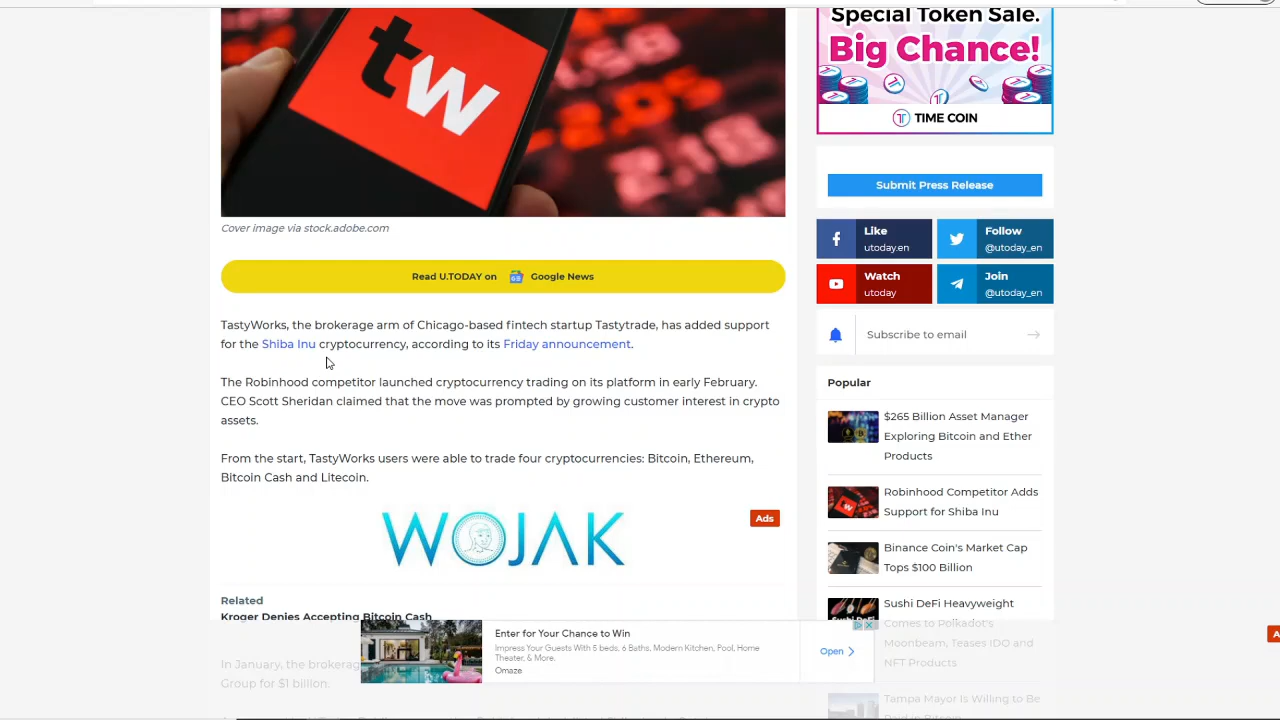 tw
Cover image via stock.adobe.com
Read U.TODAY on Google News
TastyWorks, the brokerage arm of Chicago-based fintech startup Tastytrade, has added support
for the Shiba Inu cryptocurrency, according to its Friday announcement.
The Robinhood competitor launched cryptocurrency trading on its platform in early February.
CEO Scott Sheridan claimed that the move was prompted by growing customer interest in crypto
assets.
From the start, TastyWorks users were able to trade four cryptocurrencies: Bitcoin, Ethereum,
Bitcoin Cash and Litecoin.
WOJAK
Ads
Related
Kroger Denies Accepting Bitcoin Cash
In January, the brokerage
Group for $1 billion.
Enter for Your Chance to Win
Impress Your Guests With 5 beds, 6 Baths, Modern Kitchen, Pool, Home
Theater, & More.
Omaze
Open
Special Token Sale.
Big Chance!
TIME COIN
Submit Press Release
Like
utoday.en
Follow
@utoday_en
Watch
utoday
Join
@utoday_en
Subscribe to email
Popular
$265 Billion Asset Manager
Exploring Bitcoin and Ether
Products
Robinhood Competitor Adds
Support for Shiba Inu
Binance Coin's Market Cap
Tops $100 Billion
Sushi DeFi Heavyweight
Comes to Polkadot's
Moonbeam, Teases IDO and
NFT Products
Tampa Mayor Is Willing to Be
Paid in Bitcoin